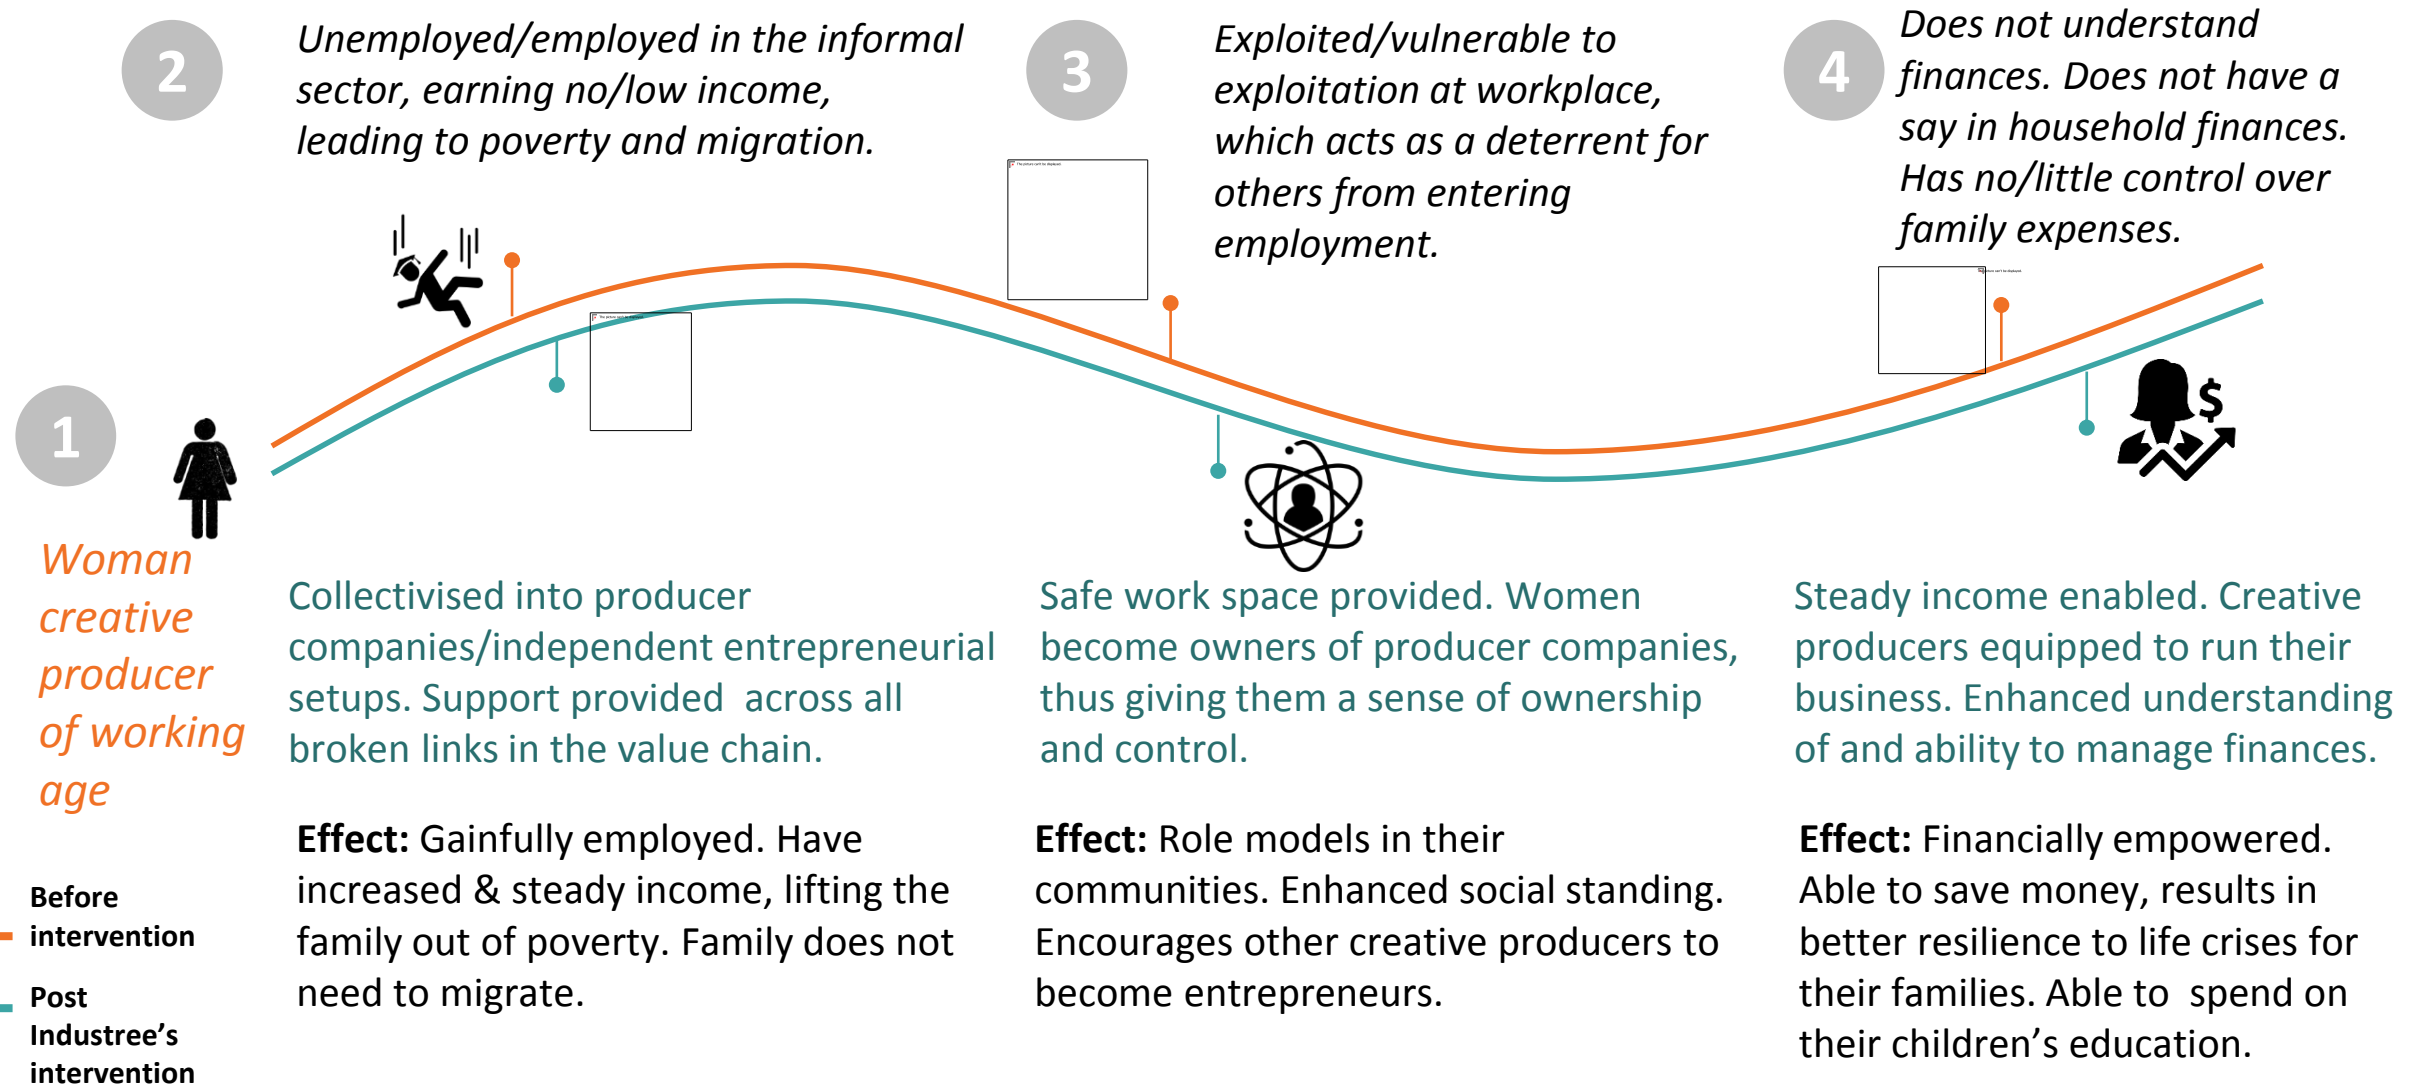 2
Unemployed/employed in the informal
sector, earning no/low income,
leading to poverty and migration.
3
Exploited/vulnerable to
exploitation at workplace,
which acts as a deterrent for
others from entering
employment.
4
Does not understand
finances. Does not have a
say in household finances.
Has no/little control over
family expenses.
The picture can't be displayed.
1
$
Woman
creative
producer
of working
age
Collectivised into producer
companies/independent entrepreneurial
setups. Support provided across all
broken links in the value chain.
Safe work space provided. Women
become owners of producer companies,
thus giving them a sense of ownership
and control.
Steady income enabled. Creative
producers equipped to run their
business. Enhanced understanding
of and ability to manage finances.
Effect: Gainfully employed. Have
increased & steady income, lifting the
family out of poverty. Family does not
need to migrate.
Effect: Role models in their
communities. Enhanced social standing.
Encourages other creative producers to
become entrepreneurs.
Effect: Financially empowered.
Able to save money, results in
better resilience to life crises for
their families. Able to spend on
their children's education.
Before
intervention
Post
Industree's
intervention